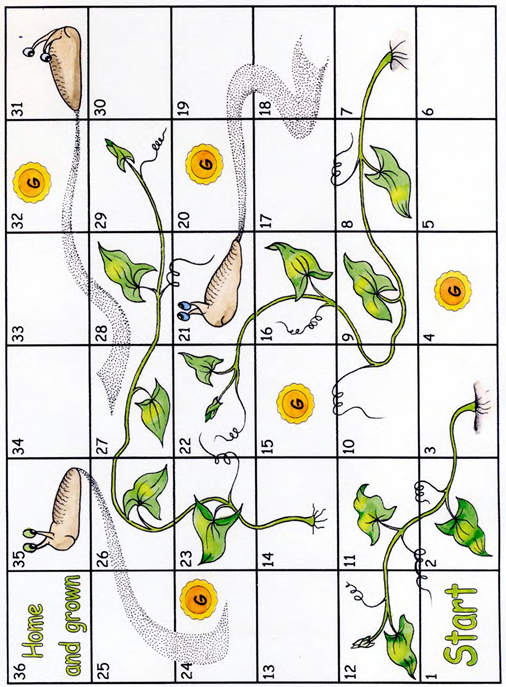 36 35 34 33 32 31
Home
and grown
G
25 26 27 28 29 30
24 23 22 21 20 19
G G
13 14 15 16 17 18
G
12 11 10 9 8 7
1 2 3 4 5 6
Start
G